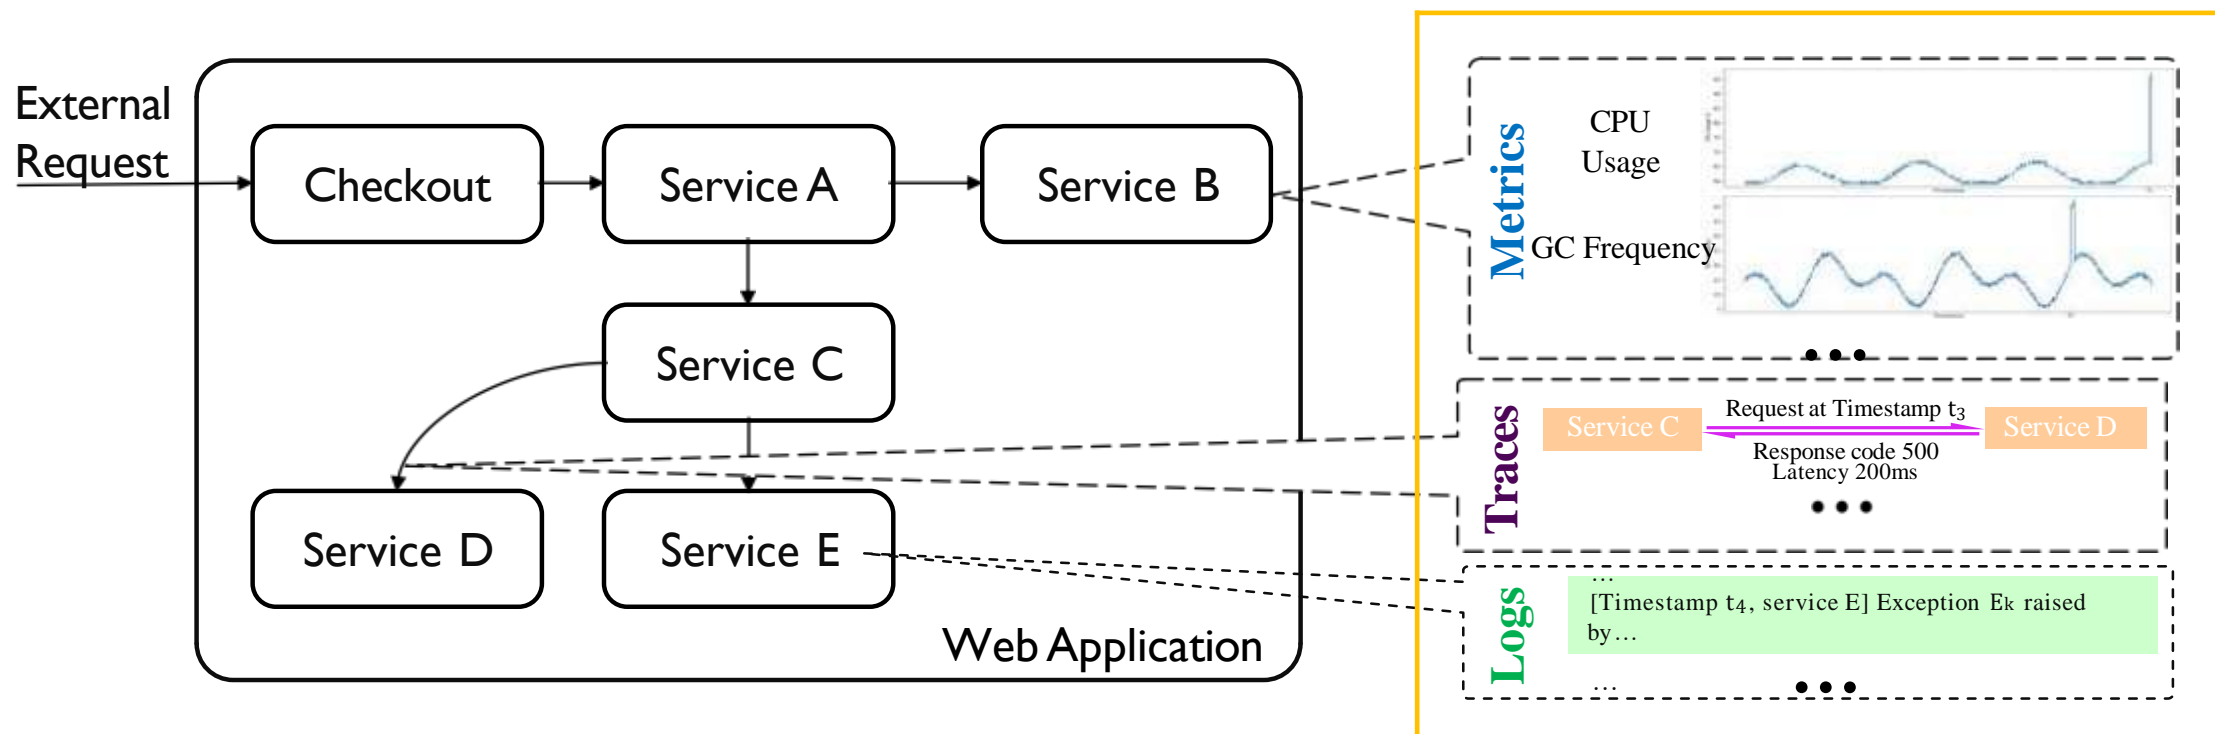 External
Request
Checkout
Service A
Service B
Service C
Service D
Service E
Web Application
Metrics
CPU
Usage
GC Frequency
•••
Traces
Service C
Request at Timestamp t₃
Service D
Response code 500
Latency 200ms
•••
Logs
...
[Timestamp t₄, service E] Exception Eₖ raised
by...
...
•••